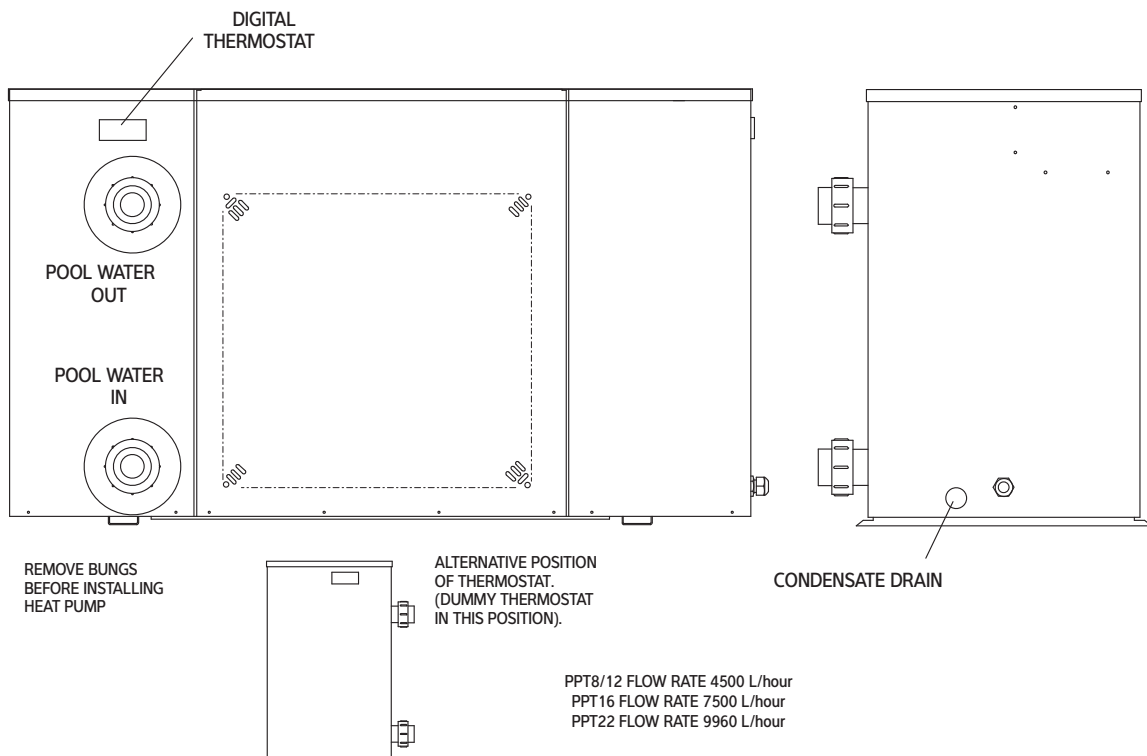 DIGITAL
THERMOSTAT
POOL WATER
OUT
POOL WATER
IN
REMOVE BUNGS
BEFORE INSTALLING
HEAT PUMP
ALTERNATIVE POSITION
OF THERMOSTAT.
(DUMMY THERMOSTAT
IN THIS POSITION).
CONDENSATE DRAIN
PPT8/12 FLOW RATE 4500 L/hour
PPT16 FLOW RATE 7500 L/hour
PPT22 FLOW RATE 9960 L/hour